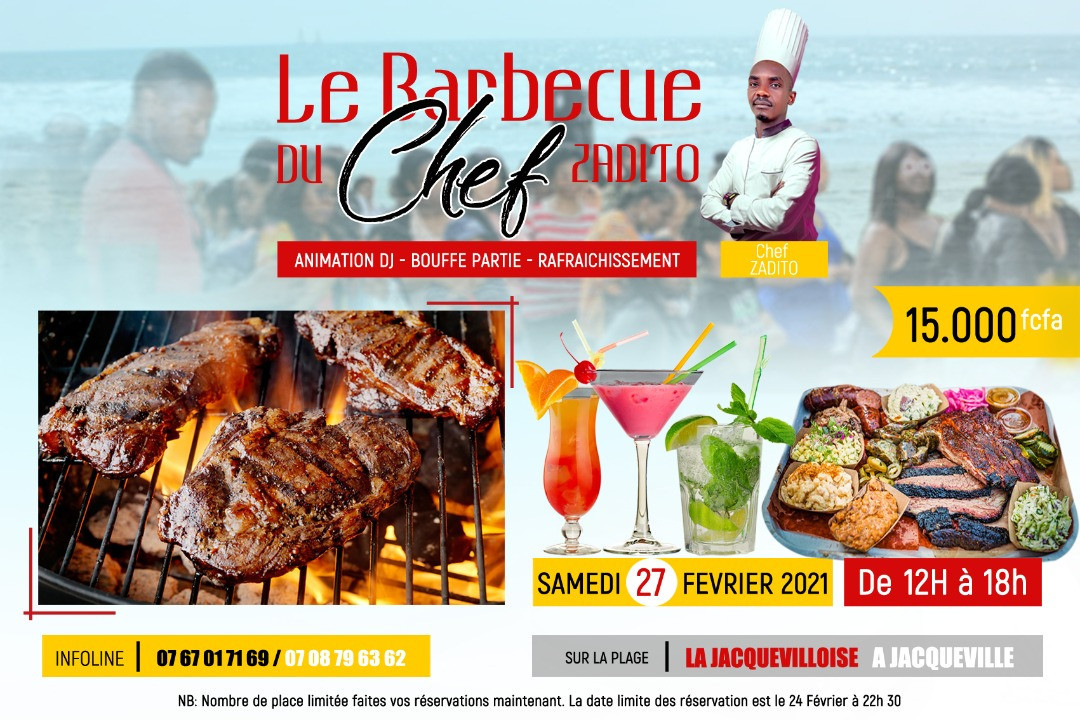 Le Barbecue
DU Chef ZADITO
ANIMATION DJ - BOUFFE PARTIE - RAFRAICHISSEMENT
Chef
ZADITO
15.000 fcfa
SAMEDI 27 FEVRIER 2021
De 12H à 18h
INFOLINE | 07 67 01 71 69 / 07 08 79 63 62
SUR LA PLAGE | LA JACQUEVILLOISE A JACQUEVILLE
NB: Nombre de place limitée faites vos réservations maintenant. La date limite des réservation est le 24 Février à 22h 30